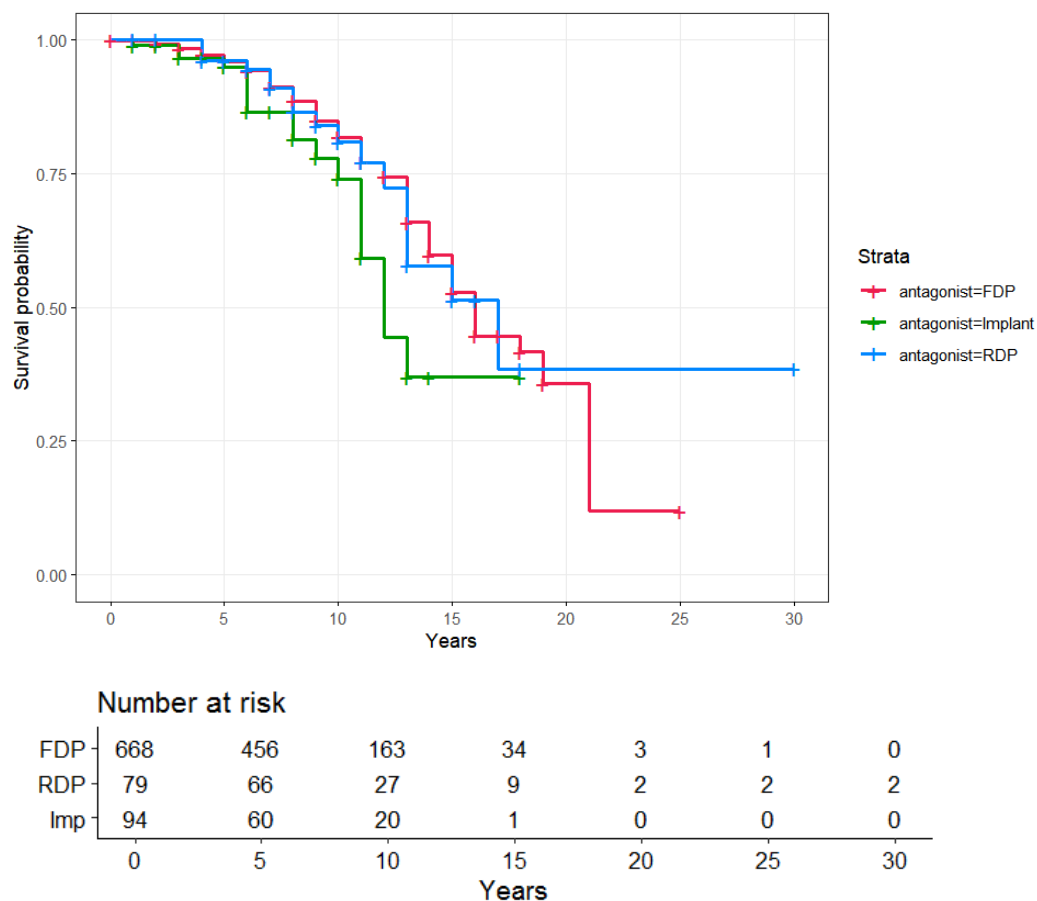 1.00
0.75
0.50
0.25
0.00
Survival probability
0 5 10 15 20 25 30
Years
Strata
antagonist=FDP
antagonist=Implant
antagonist=RDP
Number at risk
FDP 668 456 163 34 3 1 0
RDP 79 66 27 9 2 2 2
Imp 94 60 20 1 0 0 0
0 5 10 15 20 25 30
Years